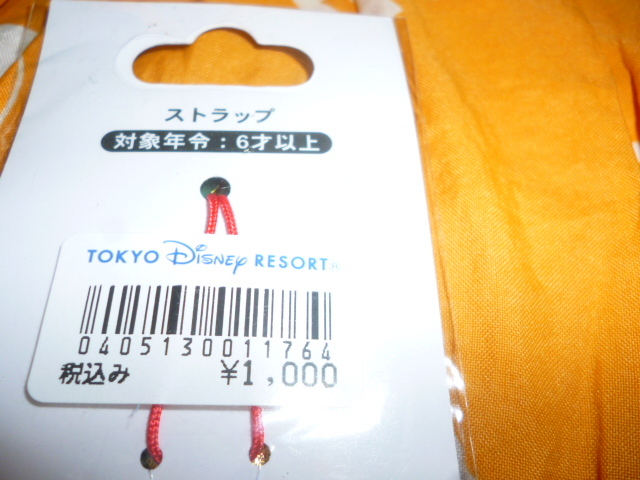 ストラップ
対象年令：6才以上
TOKYO Disney RESORT®
0405130011764
税込み ¥1,000